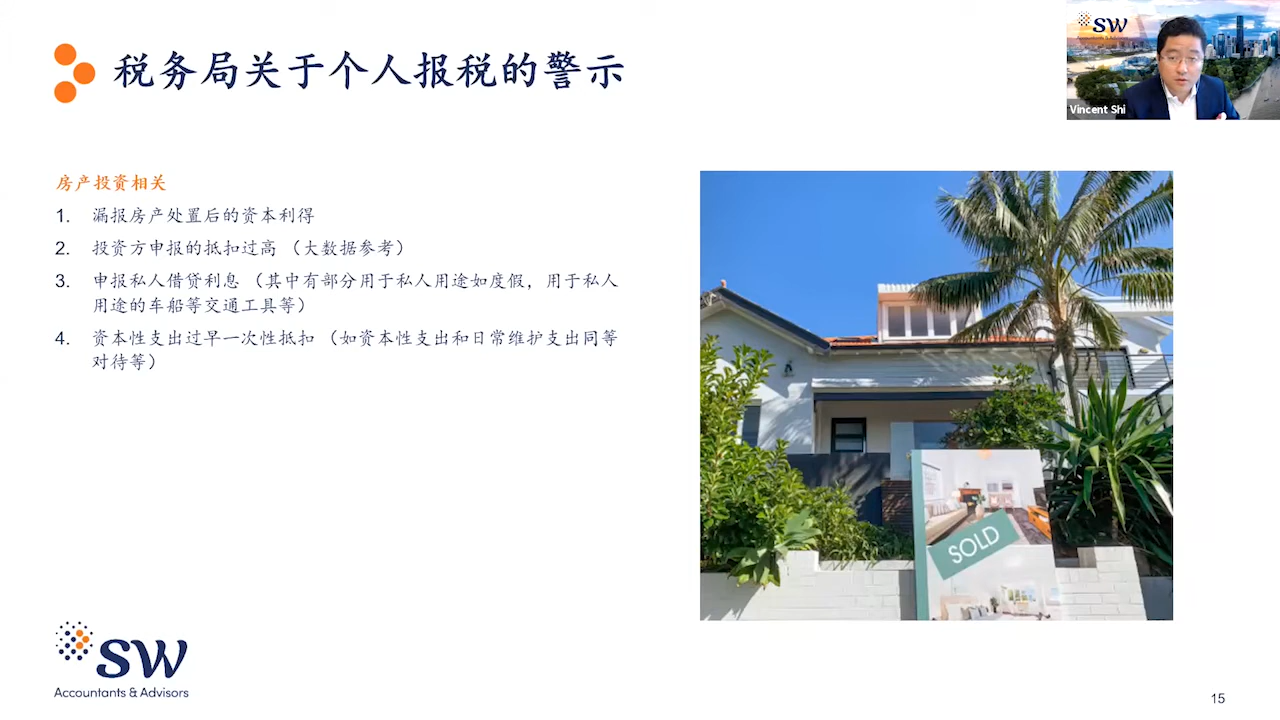 税务局关于个人报税的警示
SW
Accountants & Advisors
Vincent Shi
房产投资相关
1. 漏报房产处置后的资本利得
2. 投资方申报的抵扣过高 （大数据参考）
3. 申报私人借贷利息 （其中有部分用于私人用途如度假，用于私人
用途的车船等交通工具等）
4. 资本性支出过早一次性抵扣 （如资本性支出和日常维护支出同等
对待等）
SOLD
SW
Accountants & Advisors
15